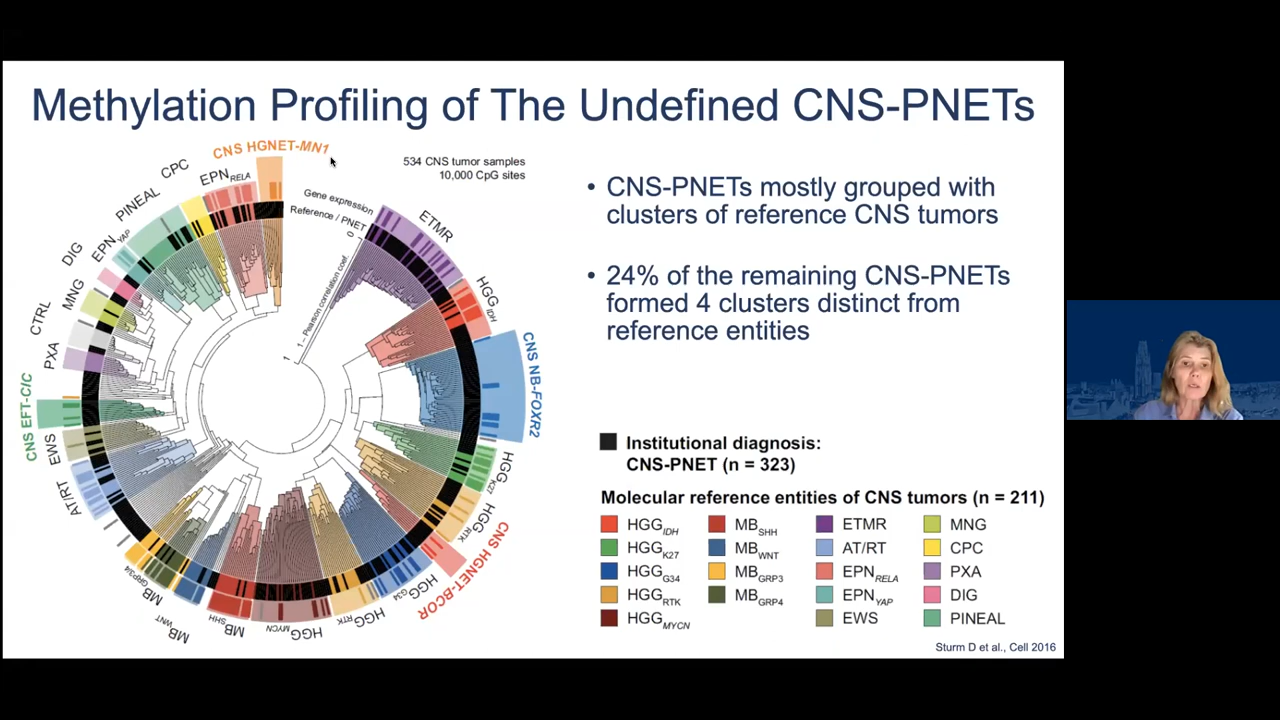 Methylation Profiling of The Undefined CNS-PNETs
CNS HGNET-MN1
534 CNS tumor samples
10,000 CpG sites
Gene expression
Reference / PNET
0
1 – Pearson correlation coef.
1
ETMR
HGG IDH
CNS NB-FOXR2
HGG K27
HGG RTK
CNS HGNET-BCOR
HGG G34
HGG RTK
HGG MYCN
MB SHH
MB WNT
MB GRP3/4
AT/RT
EWS
CNS EFT-CIC
PXA
CTRL
MNG
DIG
EPN YAP
PINEAL
CPC
EPN RELA
• CNS-PNETs mostly grouped with
clusters of reference CNS tumors
• 24% of the remaining CNS-PNETs
formed 4 clusters distinct from
reference entities
Institutional diagnosis:
CNS-PNET (n = 323)
Molecular reference entities of CNS tumors (n = 211)
HGG IDH
HGG K27
HGG G34
HGG RTK
HGG MYCN
MB SHH
MB WNT
MB GRP3
MB GRP4
ETMR
AT/RT
EPN RELA
EPN YAP
EWS
MNG
CPC
PXA
DIG
PINEAL
Sturm D et al., Cell 2016